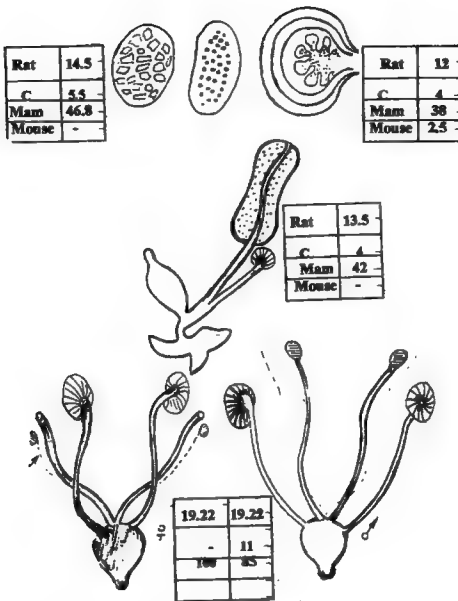 Rat 14.5
C 5.5
Mam 46.8
Mouse -
Rat 12
C 4
Mam 38
Mouse 2.5
Rat 13.5
C 4
Mam 42
Mouse -
19.22 19.22
- 11
85
♀
♂